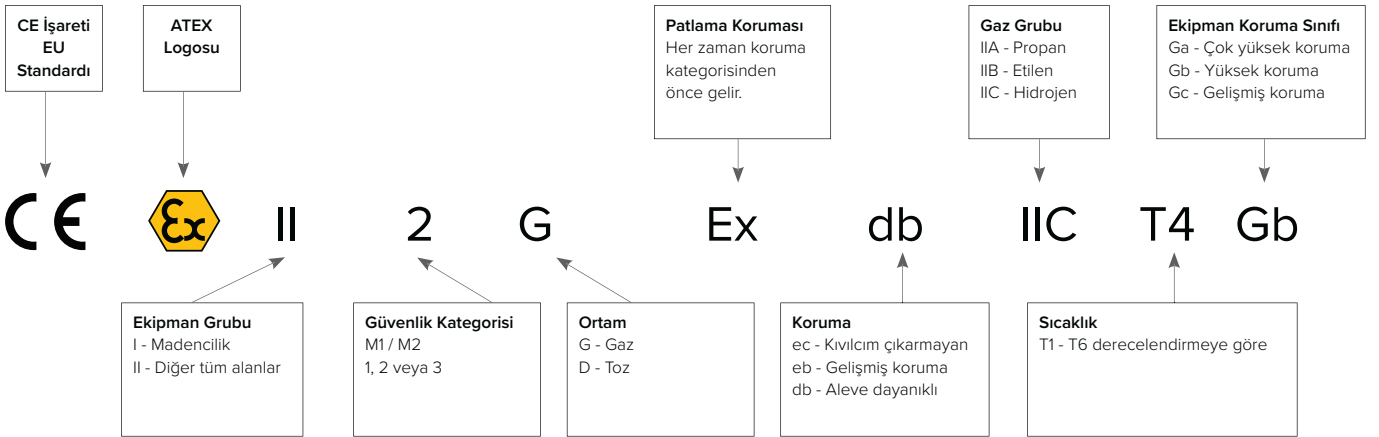 CE İşareti
EU
Standardı
ATEX
Logosu
Patlama Koruması
Her zaman koruma
kategorisinden
önce gelir.
Gaz Grubu
IIA - Propan
IIB - Etilen
IIC - Hidrojen
Ekipman Koruma Sınıfı
Ga - Çok yüksek koruma
Gb - Yüksek koruma
Gc - Gelişmiş koruma
CE Ex II 2 G Ex db IIC T4 Gb
Ekipman Grubu
I - Madencilik
II - Diğer tüm alanlar
Güvenlik Kategorisi
M1 / M2
1, 2 veya 3
Ortam
G - Gaz
D - Toz
Koruma
ec - Kıvılcım çıkarmayan
eb - Gelişmiş koruma
db - Aleve dayanıklı
Sıcaklık
T1 - T6 derecelendirmeye göre